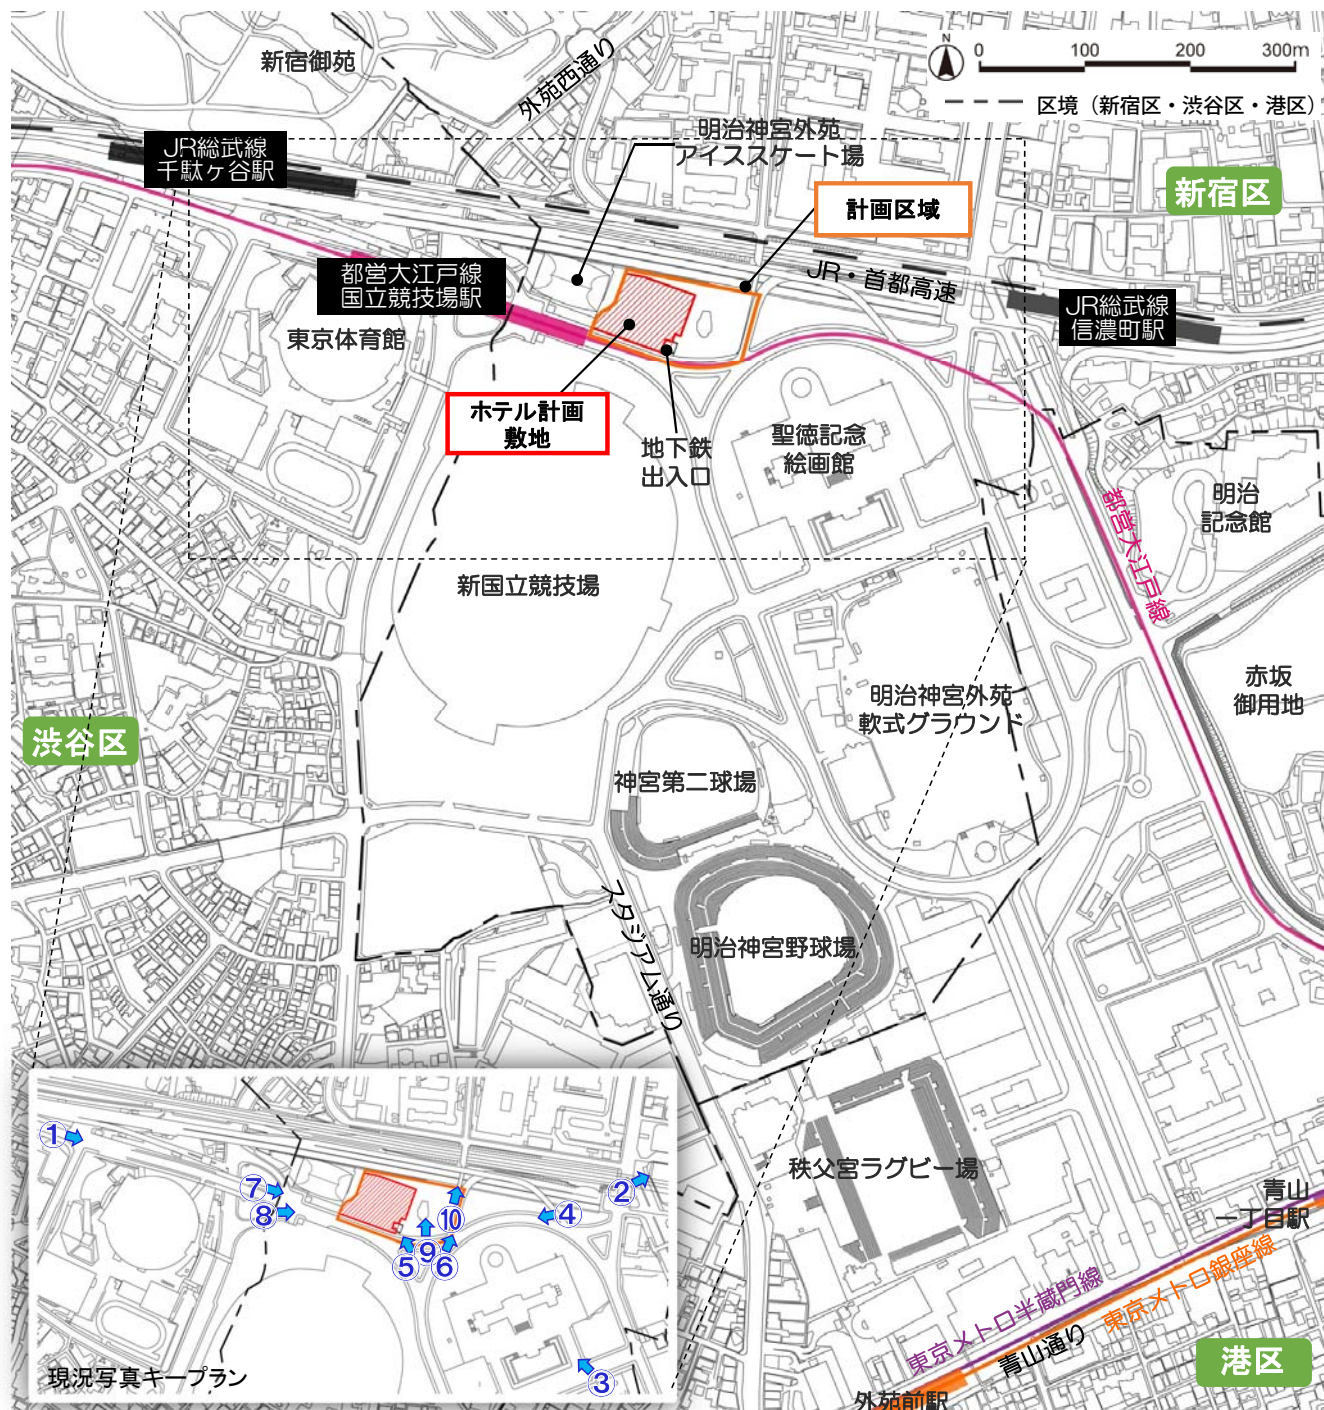 新宿御苑
外苑西通り
N
0 100 200 300m
区境（新宿区・渋谷区・港区）
明治神宮外苑
アイススケート場
JR総武線
千駄ヶ谷駅
新宿区
計画区域
都営大江戸線
国立競技場駅
JR・首都高速
JR総武線
信濃町駅
東京体育館
ホテル計画
敷地
地下鉄
出入口
聖徳記念
絵画館
明治
記念館
都営大江戸線
新国立競技場
赤坂
御用地
明治神宮外苑
軟式グラウンド
渋谷区
神宮第二球場
スタジアム通り
明治神宮野球場
秩父宮ラグビー場
青山
一丁目駅
東京メトロ半蔵門線
東京メトロ銀座線
青山通り
港区
外苑前駅
①
②
⑦
⑧
⑩
④
⑤
⑨
⑥
③
現況写真キープラン